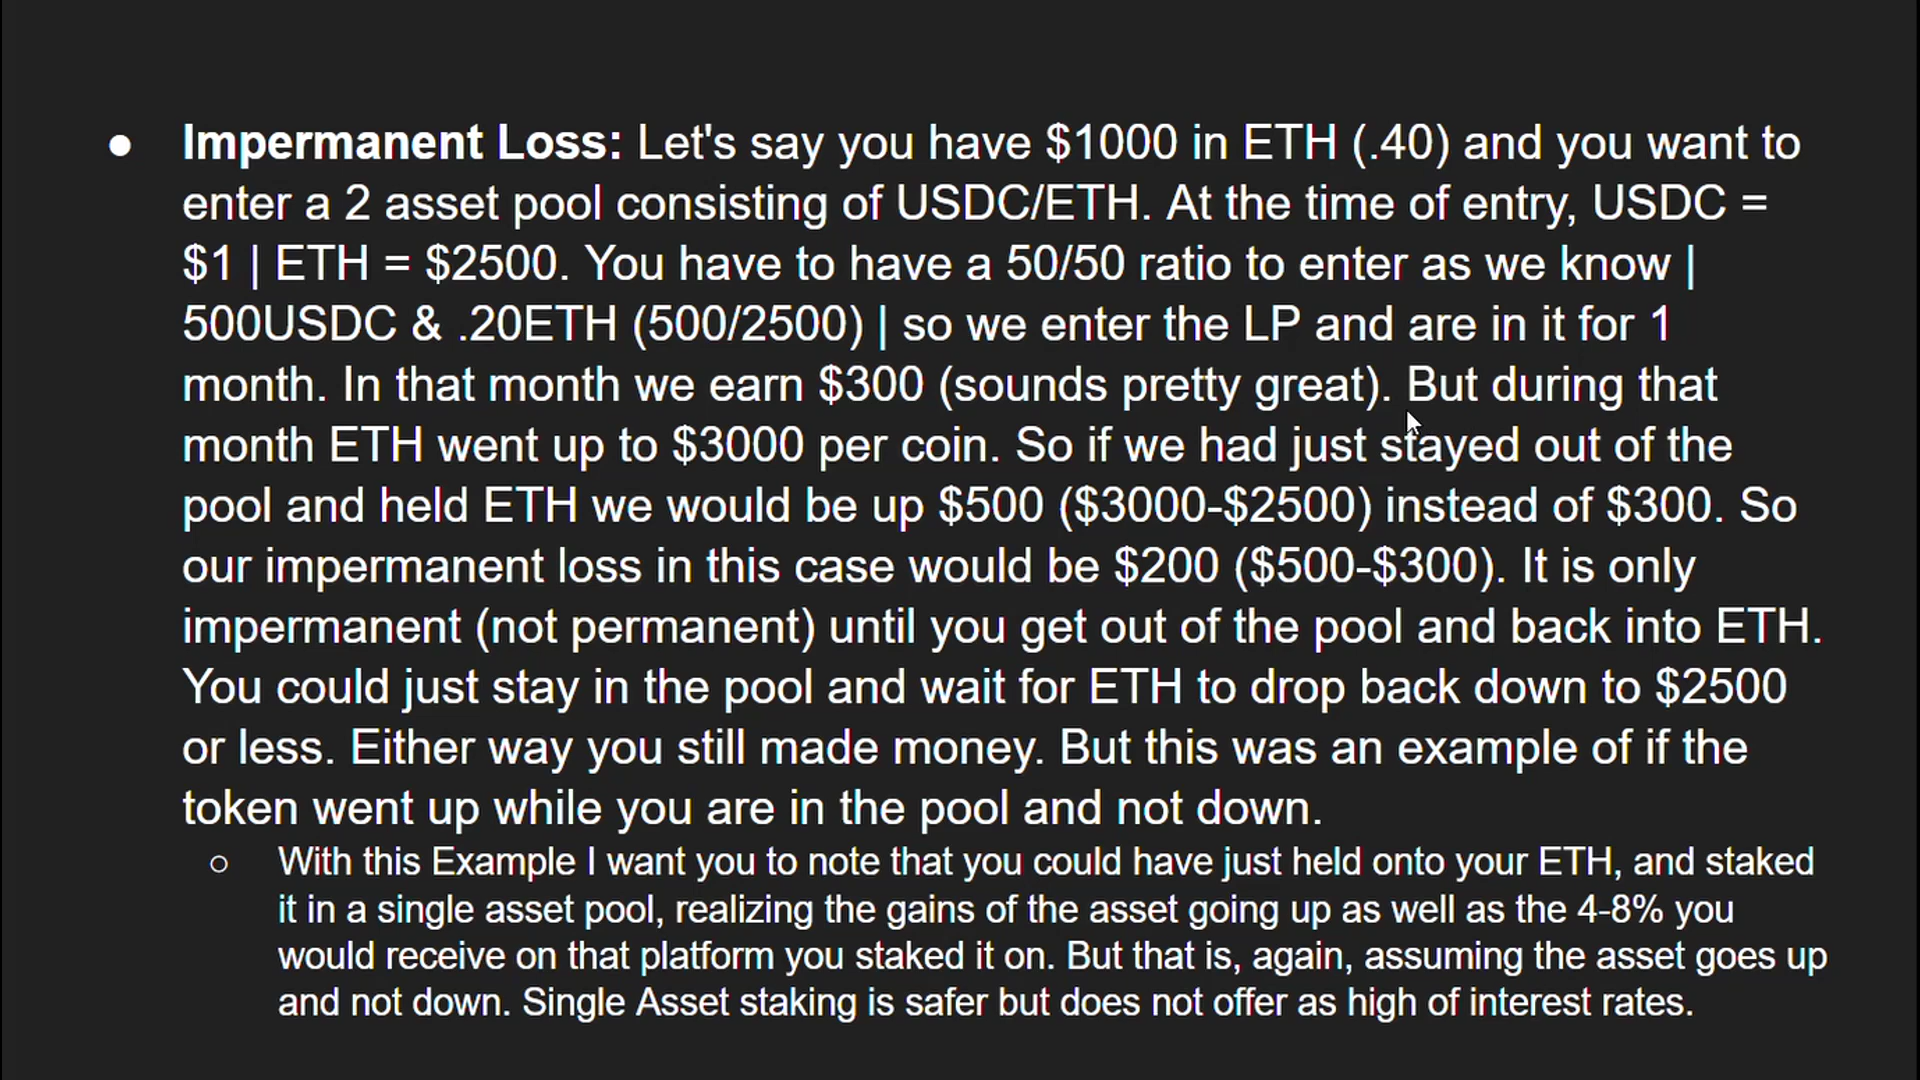 ● Impermanent Loss: Let's say you have $1000 in ETH (.40) and you want to
enter a 2 asset pool consisting of USDC/ETH. At the time of entry, USDC =
$1 | ETH = $2500. You have to have a 50/50 ratio to enter as we know |
500USDC & .20ETH (500/2500) | so we enter the LP and are in it for 1
month. In that month we earn $300 (sounds pretty great). But during that
month ETH went up to $3000 per coin. So if we had just stayed out of the
pool and held ETH we would be up $500 ($3000-$2500) instead of $300. So
our impermanent loss in this case would be $200 ($500-$300). It is only
impermanent (not permanent) until you get out of the pool and back into ETH.
You could just stay in the pool and wait for ETH to drop back down to $2500
or less. Either way you still made money. But this was an example of if the
token went up while you are in the pool and not down.
○ With this Example I want you to note that you could have just held onto your ETH, and staked
it in a single asset pool, realizing the gains of the asset going up as well as the 4-8% you
would receive on that platform you staked it on. But that is, again, assuming the asset goes up
and not down. Single Asset staking is safer but does not offer as high of interest rates.